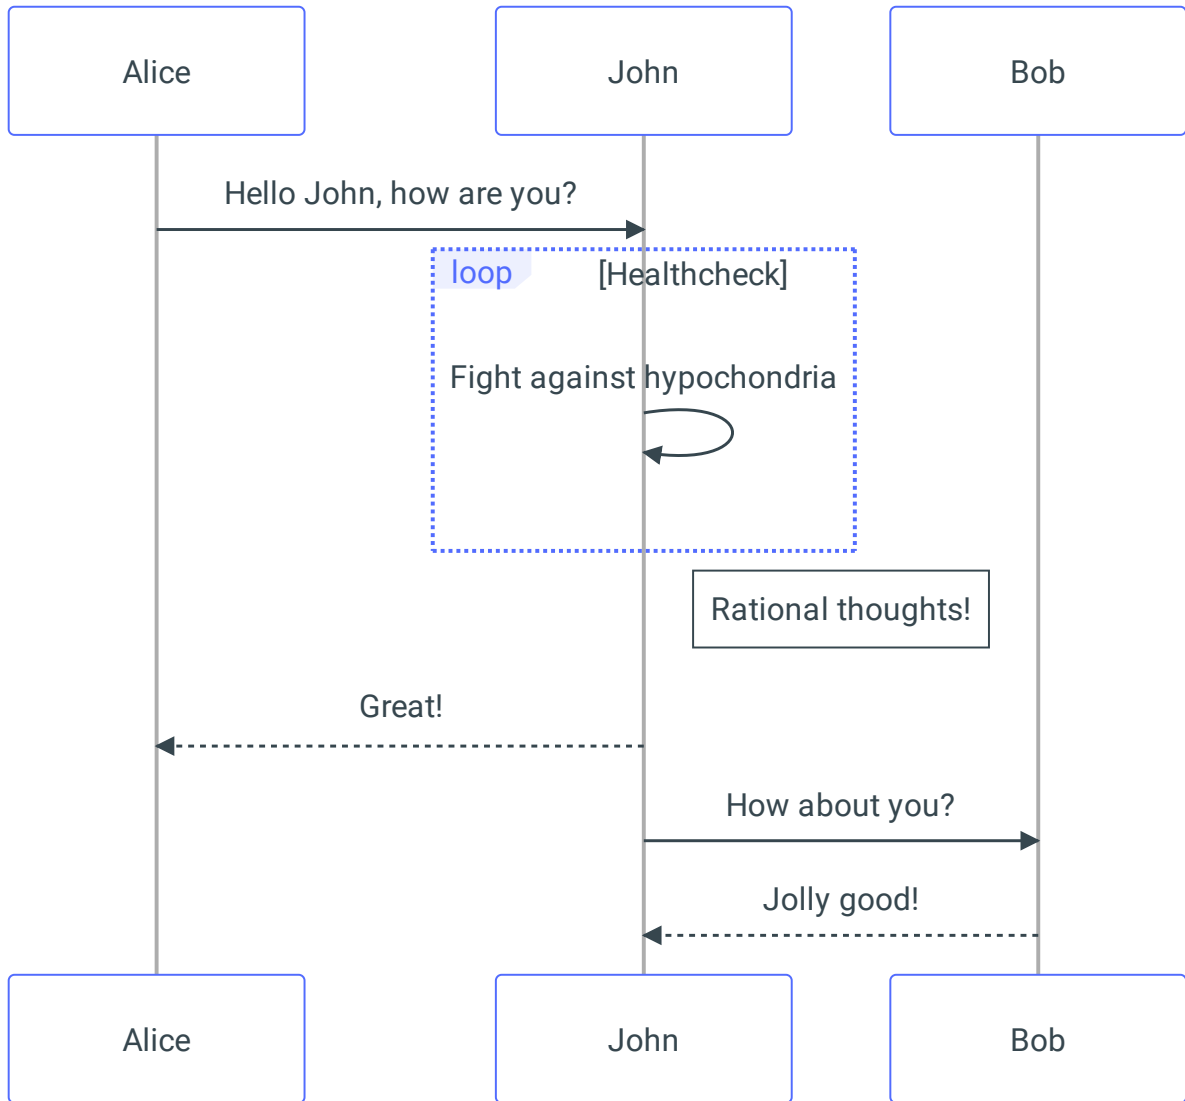 Alice
John
Bob
Hello John, how are you?
loop
[Healthcheck]
Fight against hypochondria
Rational thoughts!
Great!
How about you?
Jolly good!
Alice
John
Bob